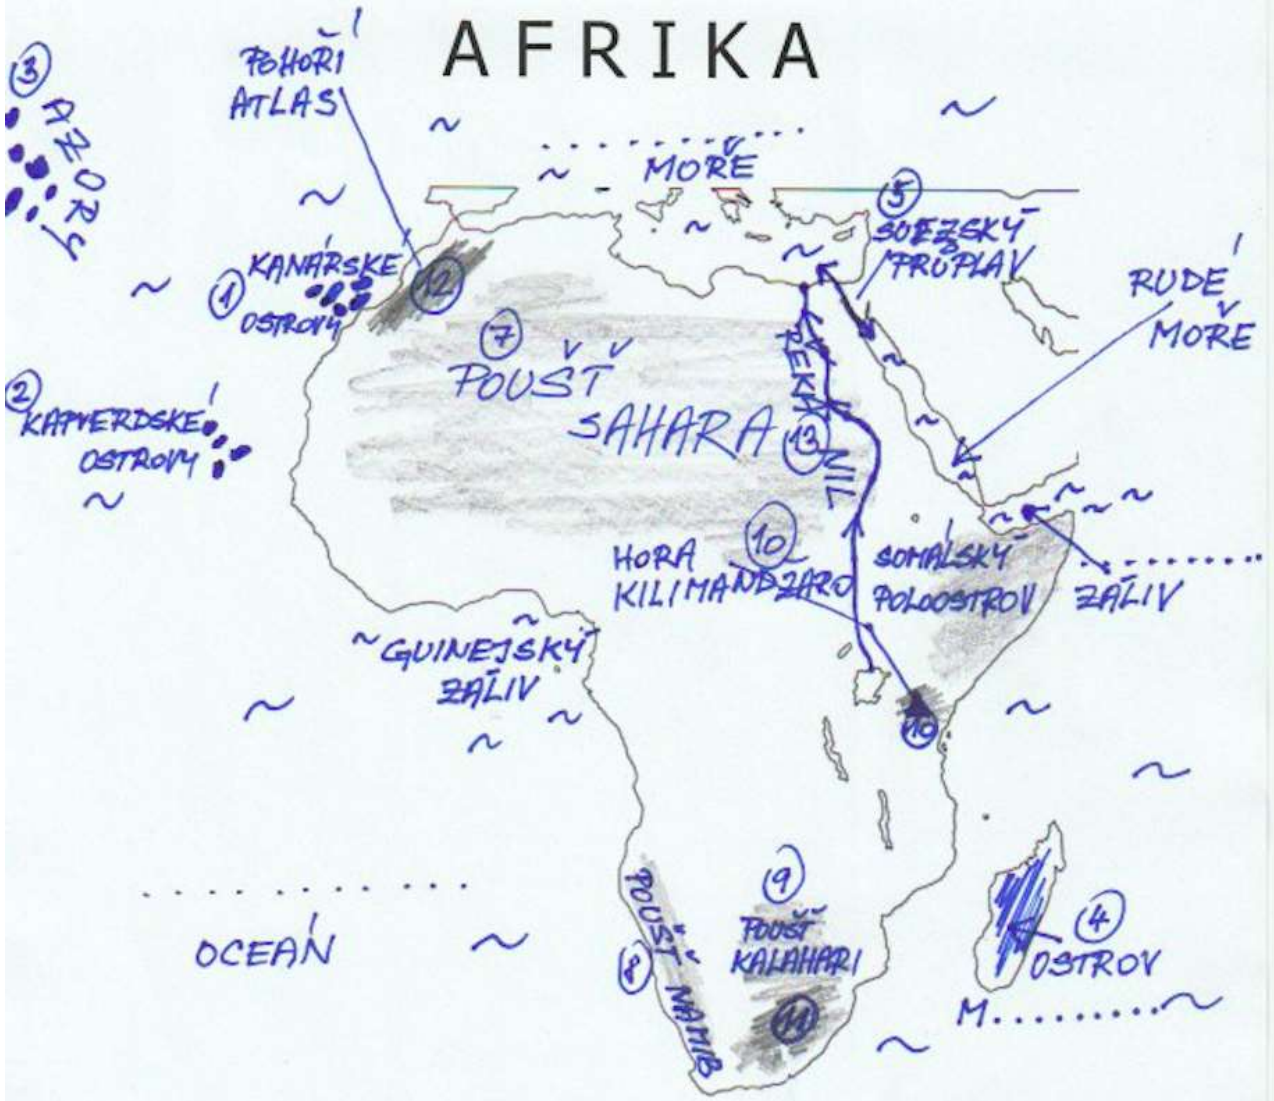 AFRIKA
3
AZORY
POHOŘÍ
ATLAS
..........
MOŘE
5
SUEZSKÝ
PRŮPLAV
RUDÉ
MOŘE
1
KANÁRSKÉ
OSTROVY
12
7
POUŠŤ
SAHARA
ŘEKA NIL
13
2
KAPVERDSKÉ
OSTROVY
10
HORA
KILIMANDZARO
SOMÁLSKÝ
POLOOSTROV
..............
ZÁLIV
GUINEJSKÝ
ZÁLIV
10
............
OCEÁN
8
POUŠŤ NAMIB
9
POUŠŤ
KALAHARI
11
4
OSTROV
M..........